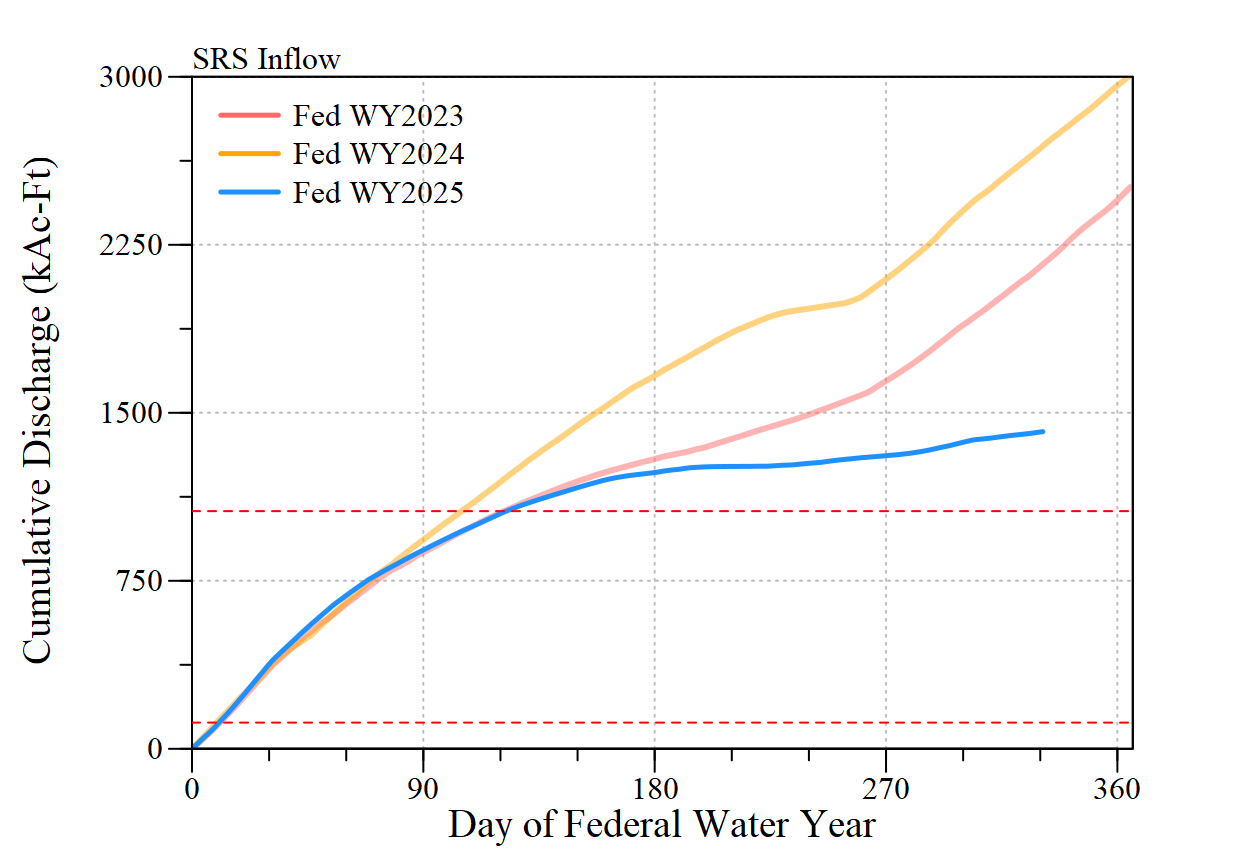 SRS Inflow
3000
2250
1500
750
0
Cumulative Discharge (kAc-Ft)
Fed WY2023
Fed WY2024
Fed WY2025
0 90 180 270 360
Day of Federal Water Year